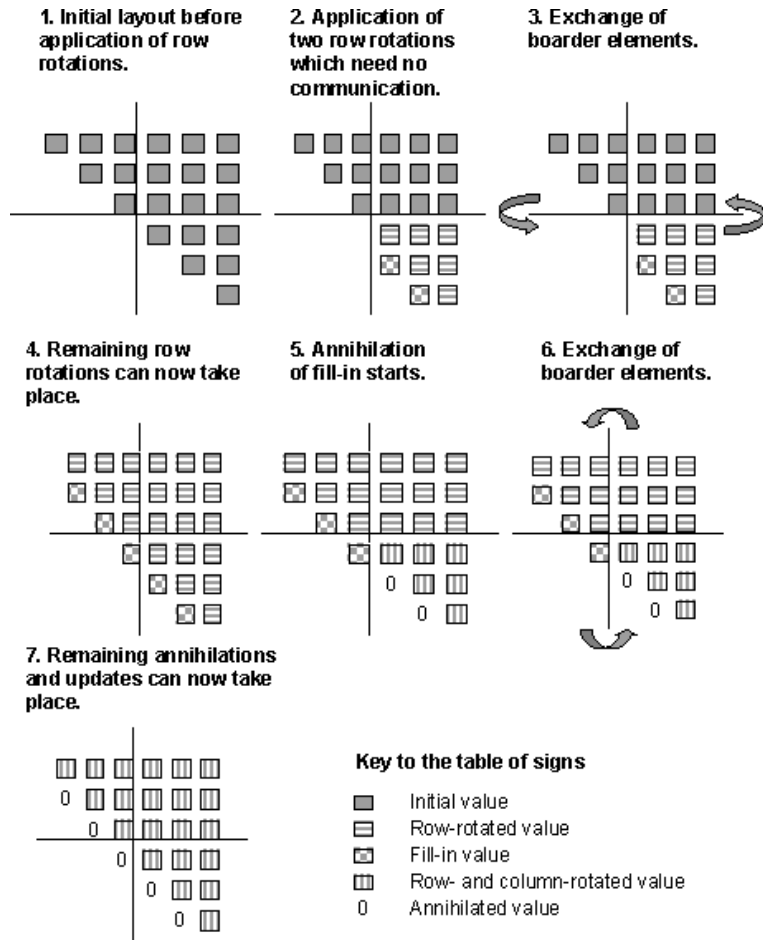 1. Initial layout before
application of row
rotations.
2. Application of
two row rotations
which need no
communication.
3. Exchange of
boarder elements.
4. Remaining row
rotations can now take
place.
5. Annihilation
of fill-in starts.
6. Exchange of
boarder elements.
0
0
0
0
7. Remaining annihilations
and updates can now take
place.
0
0
0
0
0
Key to the table of signs
Initial value
Row-rotated value
Fill-in value
Row- and column-rotated value
0 Annihilated value